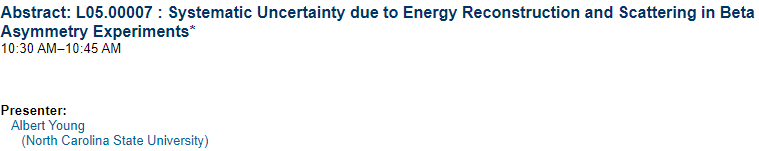 Abstract: L05.00007 : Systematic Uncertainty due to Energy Reconstruction and Scattering in Beta
Asymmetry Experiments*
10:30 AM–10:45 AM
Presenter:
Albert Young
(North Carolina State University)